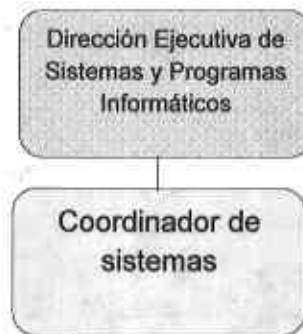 Dirección Ejecutiva de
Sistemas y Programas
Informáticos
Coordinador de
sistemas